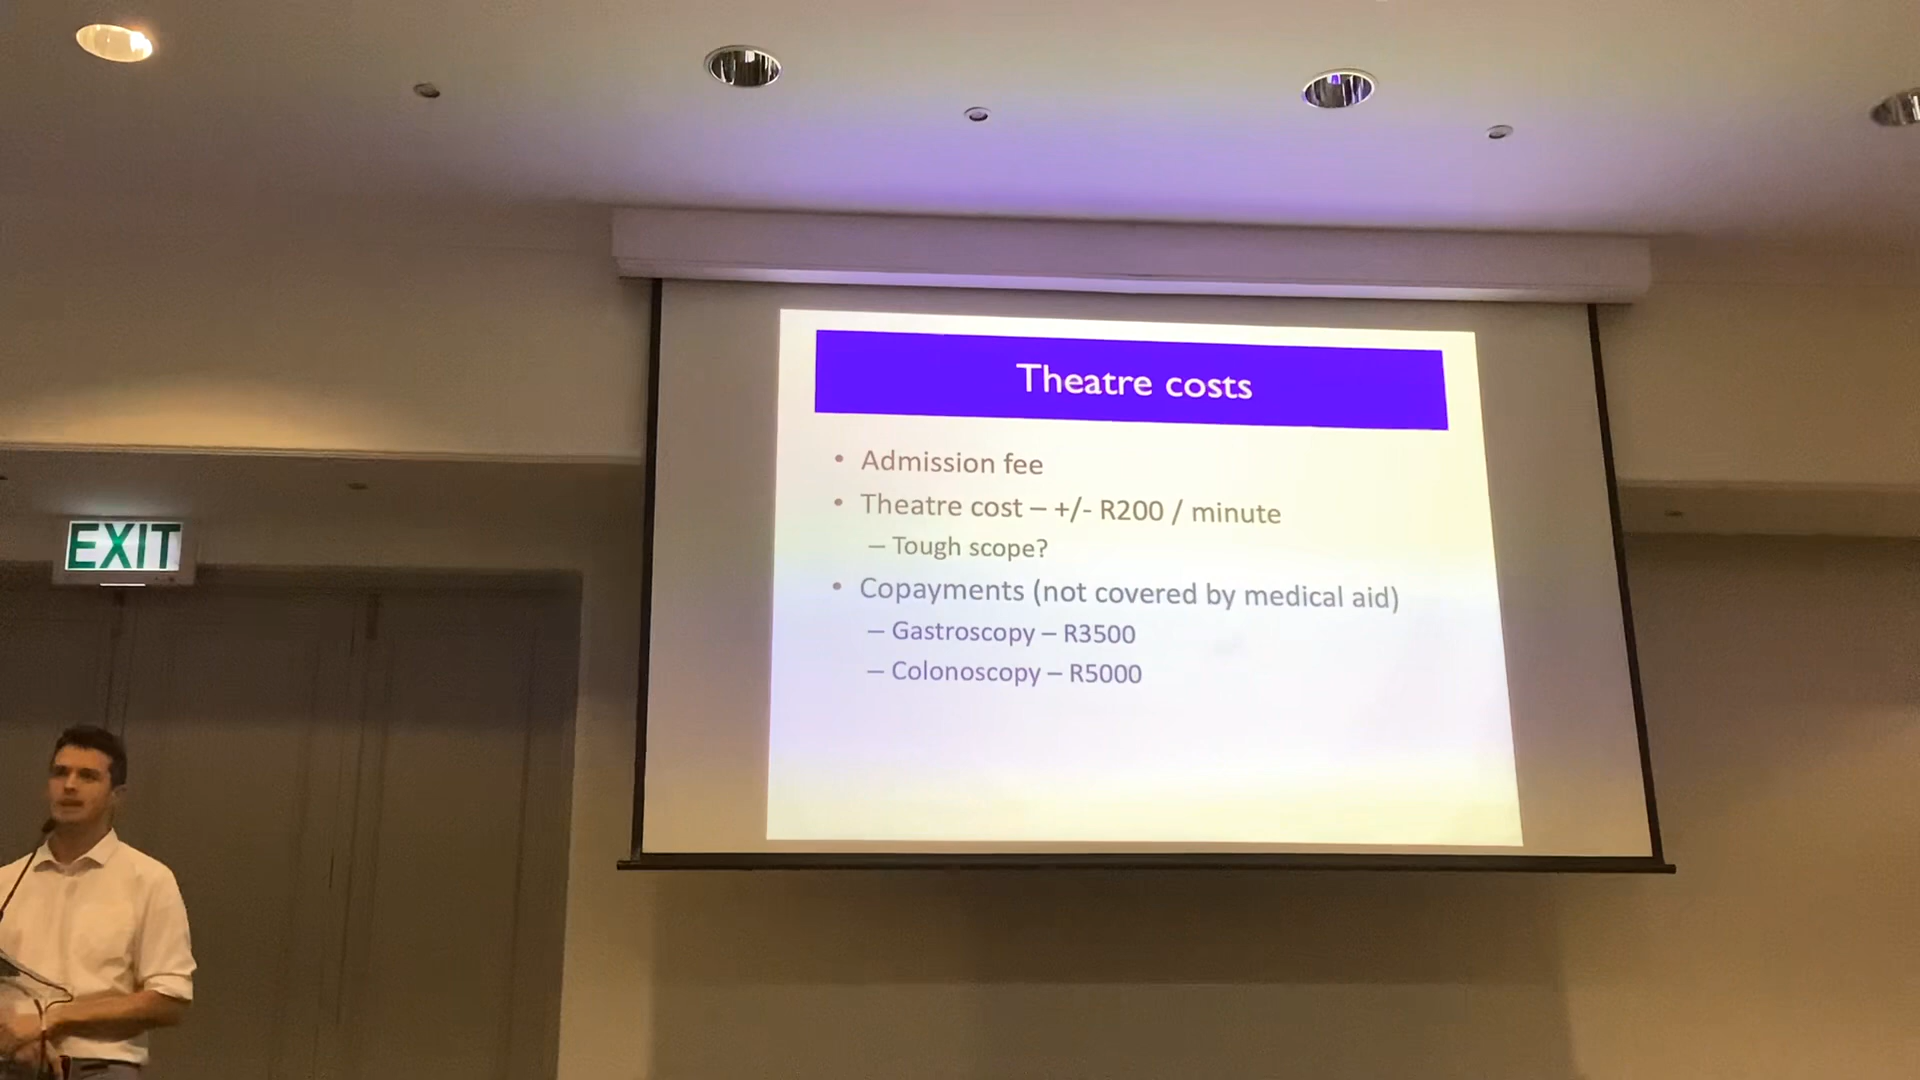 EXIT
Theatre costs
• Admission fee
• Theatre cost – +/- R200 / minute
– Tough scope?
• Copayments (not covered by medical aid)
– Gastroscopy – R3500
– Colonoscopy – R5000